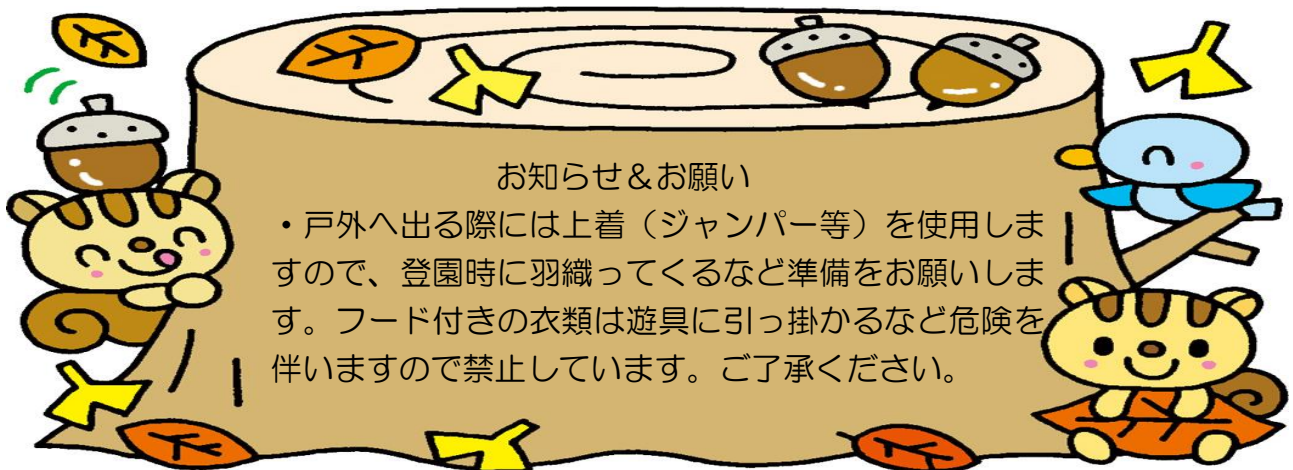 お知らせ＆お願い
・戸外へ出る際には上着（ジャンパー等）を使用しま
すので、登園時に羽織ってくるなど準備をお願いしま
す。フード付きの衣類は遊具に引っ掛かるなど危険を
伴いますので禁止しています。ご了承ください。